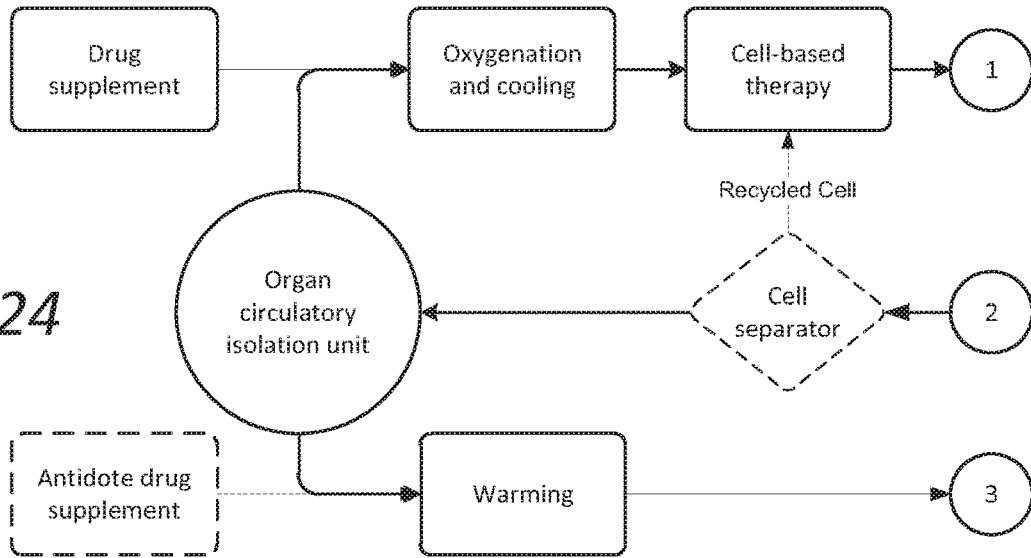 Drug
supplement
Oxygenation
and cooling
Cell-based
therapy
1
Recycled Cell
24
Organ
circulatory
isolation unit
Cell
separator
2
Antidote drug
supplement
Warming
3